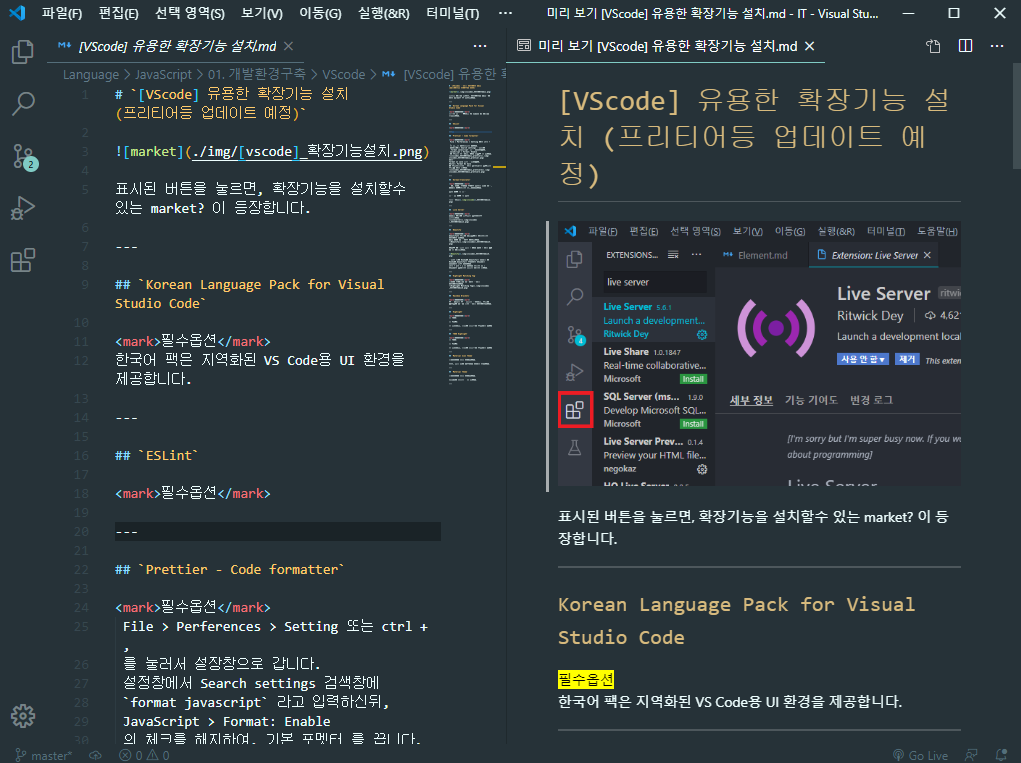 파일(F) 편집(E) 선택 영역(S) 보기(V) 이동(G) 실행(&R) 터미널(T) ··· 미리 보기 [VScode] 유용한 확장기능 설치.md - IT - Visual Stu...
[VScode] 유용한 확장기능 설치.md
Language > JavaScript > 01. 개발환경구축 > VScode > [VScode] 유용한
1 # `[VScode] 유용한 확장기능 설치
(프리티어등 업데이트 예정)`
2
3 ![market](./img/[vscode]_확장기능설치.png)
4
5 표시된 버튼을 눌르면, 확장기능을 설치할수
있는 market? 이 등장합니다.
6
7 ---
8
9 ## `Korean Language Pack for Visual
Studio Code`
10
11 <mark>필수옵션</mark>
12 한국어 팩은 지역화된 VS Code용 UI 환경을
제공합니다.
13
14 ---
15
16 ## `ESLint`
17
18 <mark>필수옵션</mark>
19
20 ---
21
22 ## `Prettier - Code formatter`
23
24 <mark>필수옵션</mark>
25 File > Perferences > Setting 또는 ctrl +
,
26 를 눌러서 설장창으로 갑니다.
27 설정창에서 Search settings 검색창에
28 `format javascript` 라고 입력하신뒤,
29 JavaScript > Format: Enable
30 의 체크를 해지하여, 기본 포멧터 를 끕니다.
미리 보기 [VScode] 유용한 확장기능 설치.md
[VScode] 유용한 확장기능 설
치 (프리티어등 업데이트 예
정)
파일(F) 편집(E) 선택 영역(S) 보기(V) 이동(G) 실행(&R) 터미널(T) 도움말(H)
EXTENSIONS... ···
Element.md Extension: Live Server
live server
Live Server 5.6.1
Launch a development...
Ritwick Dey
Live Share 1.0.1847
Real-time collaborative...
Microsoft Install
SQL Server (ms... 1.9.0
Develop Microsoft SQL...
Microsoft Install
Live Server Prev... 0.1.4
Preview your HTML file...
negokaz
Live Server ritwi
Ritwick Dey 4,62
Launch a development local
사용 안 함 제거 This exten
세부 정보 기능 기여도 변경 로그
[I'm sorry but I'm super busy now. If you w
about programming]
Live Server
4
표시된 버튼을 눌르면, 확장기능을 설치할수 있는 market? 이 등
장합니다.
Korean Language Pack for Visual
Studio Code
필수옵션
한국어 팩은 지역화된 VS Code용 UI 환경을 제공합니다.
2
master* 0 0 Go Live